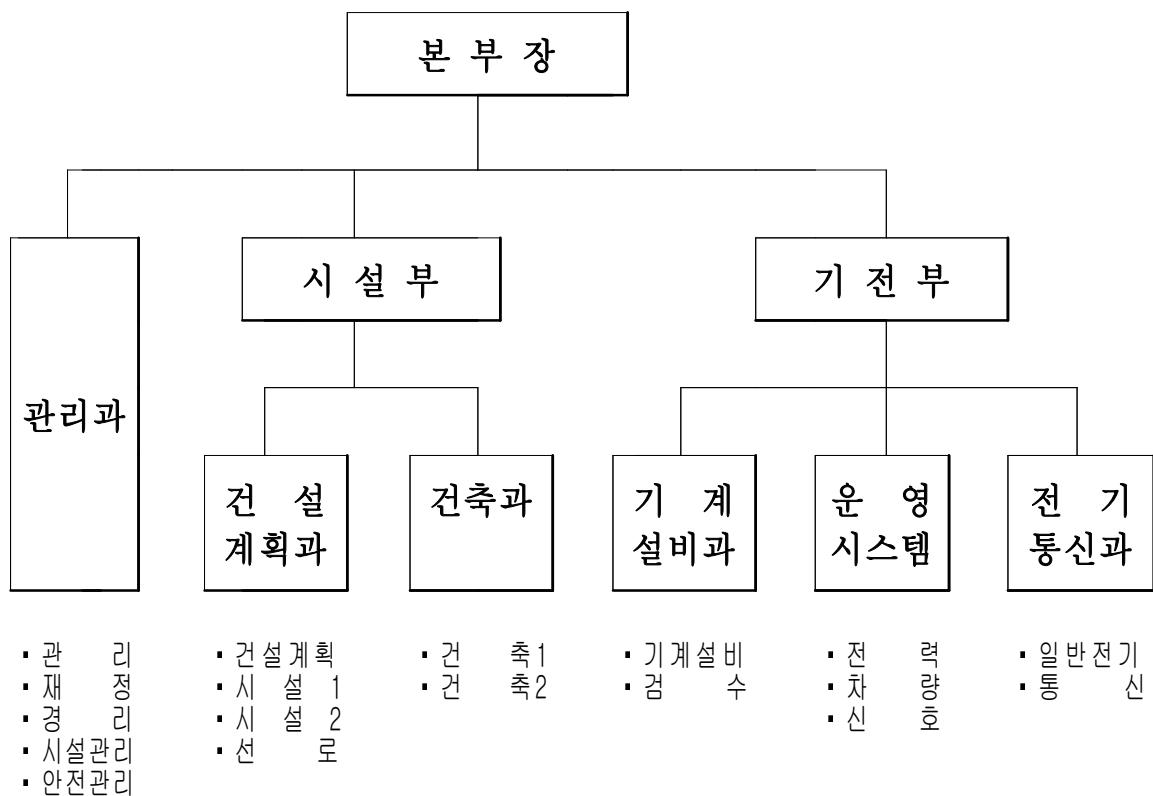 본 부 장
시 설 부
기 전 부
관리과
건 설
계획과
건축과
기 계
설비과
운 영
시스템
전 기
통신과
▪ 관 리
▪ 재 정
▪ 경 리
▪ 시설관리
▪ 안전관리
▪ 건설계획
▪ 시 설 1
▪ 시 설 2
▪ 선 로
▪ 건 축1
▪ 건 축2
▪ 기계설비
▪ 검 수
▪ 전 력
▪ 차 량
▪ 신 호
▪ 일반전기
▪ 통 신